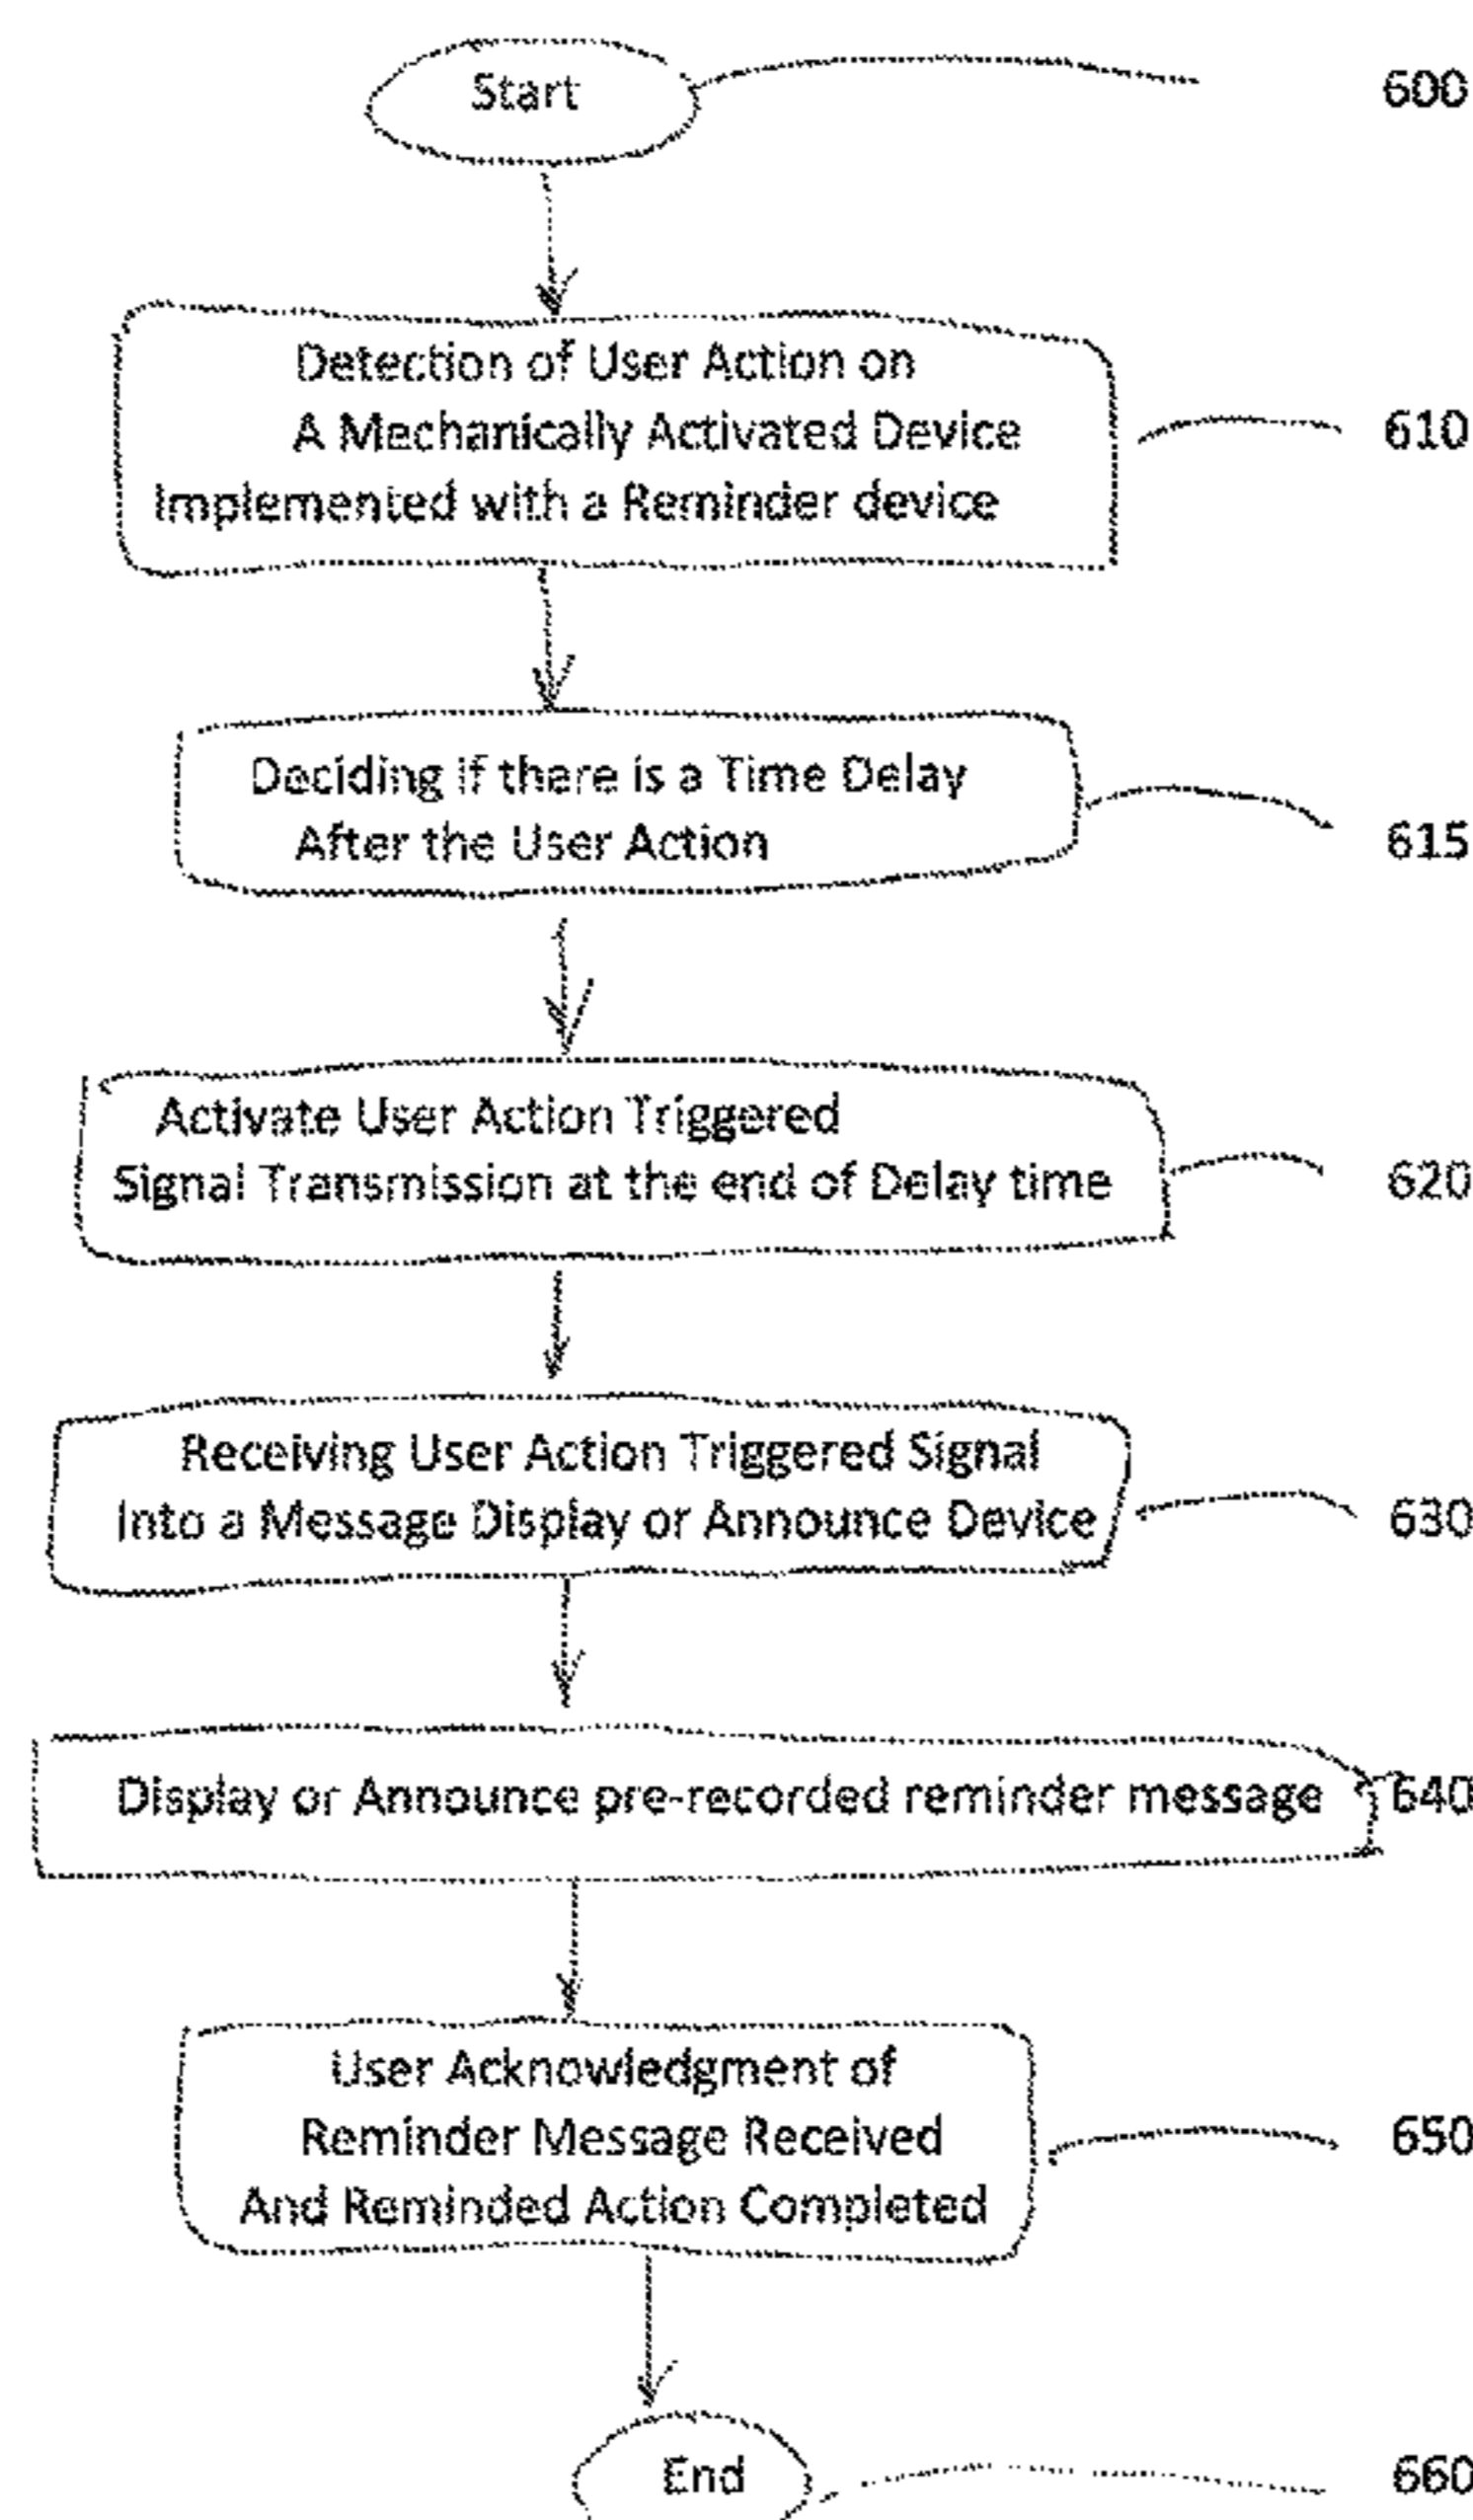 Start
600
Detection of User Action on
A Mechanically Activated Device
Implemented with a Reminder device
610
Deciding if there is a Time Delay
After the User Action
615
Activate User Action Triggered
Signal Transmission at the end of Delay time
620
Receiving User Action Triggered Signal
Into a Message Display or Announce Device
630
Display or Announce pre-recorded reminder message
640
User Acknowledgment of
Reminder Message Received
And Reminded Action Completed
650
End
660